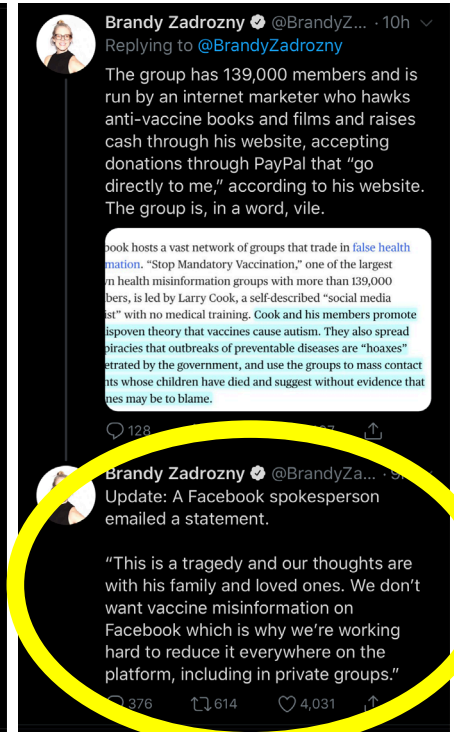 Brandy Zadrozny @BrandyZ... · 10h
Replying to @BrandyZadrozny
The group has 139,000 members and is
run by an internet marketer who hawks
anti-vaccine books and films and raises
cash through his website, accepting
donations through PayPal that “go
directly to me,” according to his website.
The group is, in a word, vile.
book hosts a vast network of groups that trade in false health
mation. “Stop Mandatory Vaccination,” one of the largest
n health misinformation groups with more than 139,000
bers, is led by Larry Cook, a self-described “social media
ist” with no medical training. Cook and his members promote
ispoven theory that vaccines cause autism. They also spread
piracies that outbreaks of preventable diseases are “hoaxes”
etrated by the government, and use the groups to mass contact
nts whose children have died and suggest without evidence that
nes may be to blame.
128
Brandy Zadrozny @BrandyZa... ·
Update: A Facebook spokesperson
emailed a statement.
“This is a tragedy and our thoughts are
with his family and loved ones. We don’t
want vaccine misinformation on
Facebook which is why we’re working
hard to reduce it everywhere on the
platform, including in private groups.”
376 614 4,031